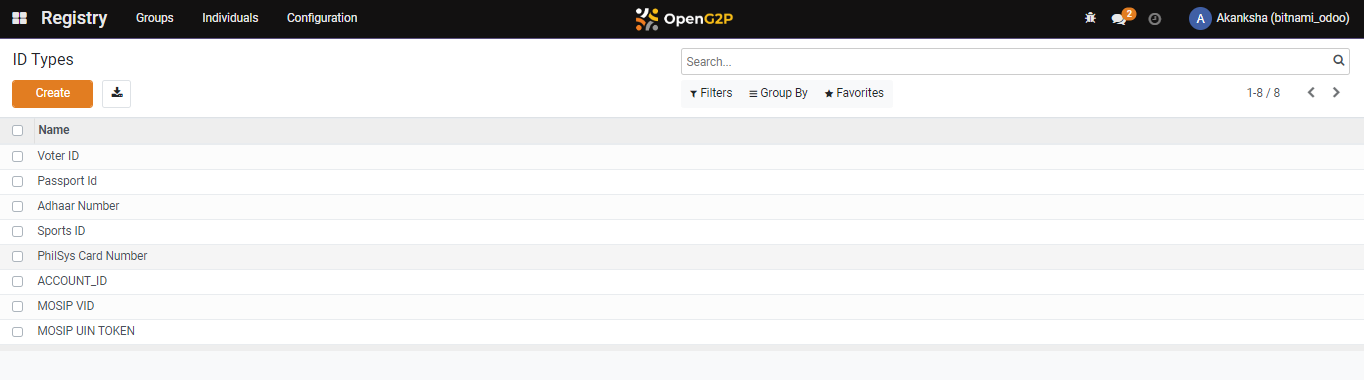 Registry Groups Individuals Configuration OpenG2P 2 A Akanksha (bitnami_odoo)
ID Types
Search...
Create Filters Group By Favorites 1-8 / 8
Name
Voter ID
Passport Id
Adhaar Number
Sports ID
PhilSys Card Number
ACCOUNT_ID
MOSIP VID
MOSIP UIN TOKEN